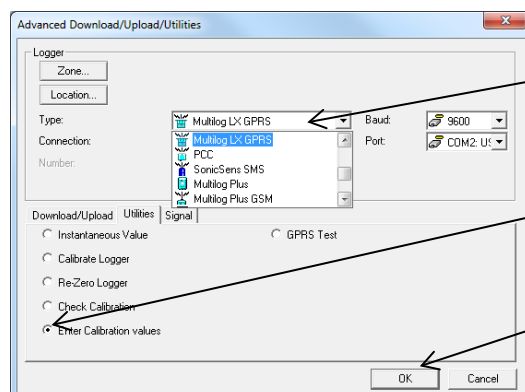 Advanced Download/Upload/Utilities
Logger
Zone...
Location...
Type: Multilog LX GPRS Baud: 9600
Connection: Multilog LX GPRS Port: COM2: US
Number: PCC
SonicSens SMS
Multilog Plus
Multilog Plus GSM
Download/Upload Utilities Signal
Instantaneous Value GPRS Test
Calibrate Logger
Re-Zero Logger
Check Calibration
Enter Calibration values
OK Cancel